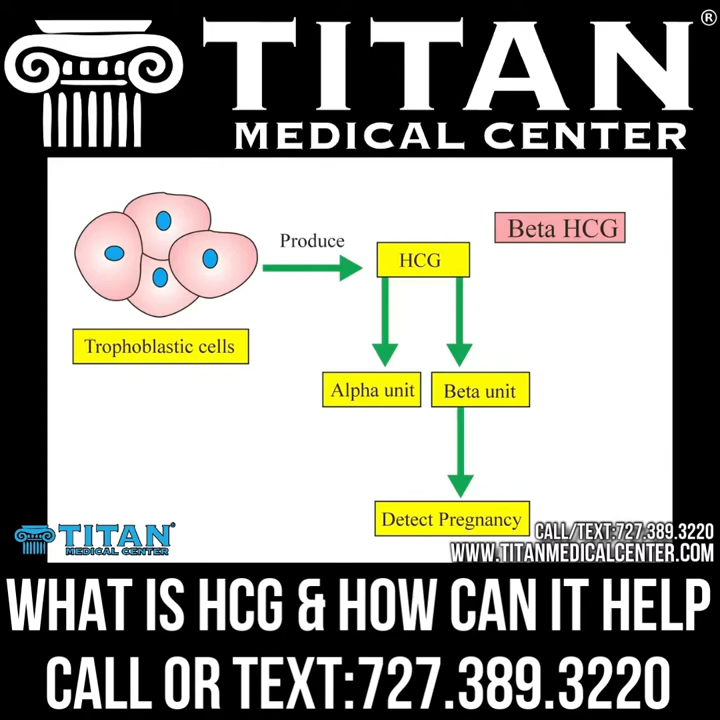 TITAN®
MEDICAL CENTER
Produce
Beta HCG
HCG
Trophoblastic cells
Alpha unit
Beta unit
Detect Pregnancy
TITAN®
MEDICAL CENTER
CALL/TEXT:727.389.3220
WWW.TITANMEDICALCENTER.COM
WHAT IS HCG & HOW CAN IT HELP
CALL OR TEXT:727.389.3220